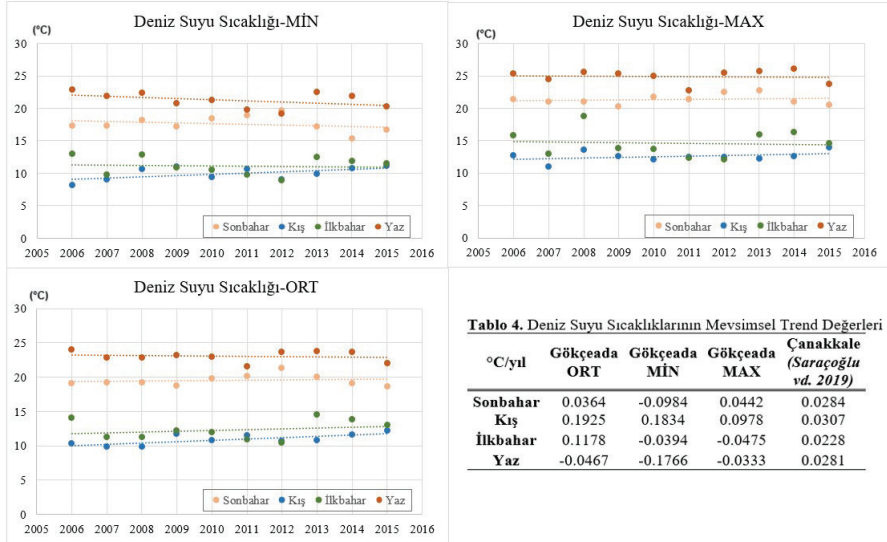 Deniz Suyu Sıcaklığı-MİN
(°C)
30
25
20
15
10
5
0
Sonbahar Kış İlkbahar Yaz
2005 2006 2007 2008 2009 2010 2011 2012 2013 2014 2015 2016
Deniz Suyu Sıcaklığı-MAX
(°C)
30
25
20
15
10
5
0
Sonbahar Kış İlkbahar Yaz
2005 2006 2007 2008 2009 2010 2011 2012 2013 2014 2015 2016
Deniz Suyu Sıcaklığı-ORT
(°C)
30
25
20
15
10
5
0
Sonbahar Kış İlkbahar Yaz
2005 2006 2007 2008 2009 2010 2011 2012 2013 2014 2015 2016
Tablo 4. Deniz Suyu Sıcaklıklarının Mevsimsel Trend Değerleri
°C/yıl Gökçeada ORT Gökçeada MİN Gökçeada MAX Çanakkale (Saraçoğlu vd. 2019)
Sonbahar 0.0364 -0.0984 0.0442 0.0284
Kış 0.1925 0.1834 0.0978 0.0307
İlkbahar 0.1178 -0.0394 -0.0475 0.0228
Yaz -0.0467 -0.1766 -0.0333 0.0281